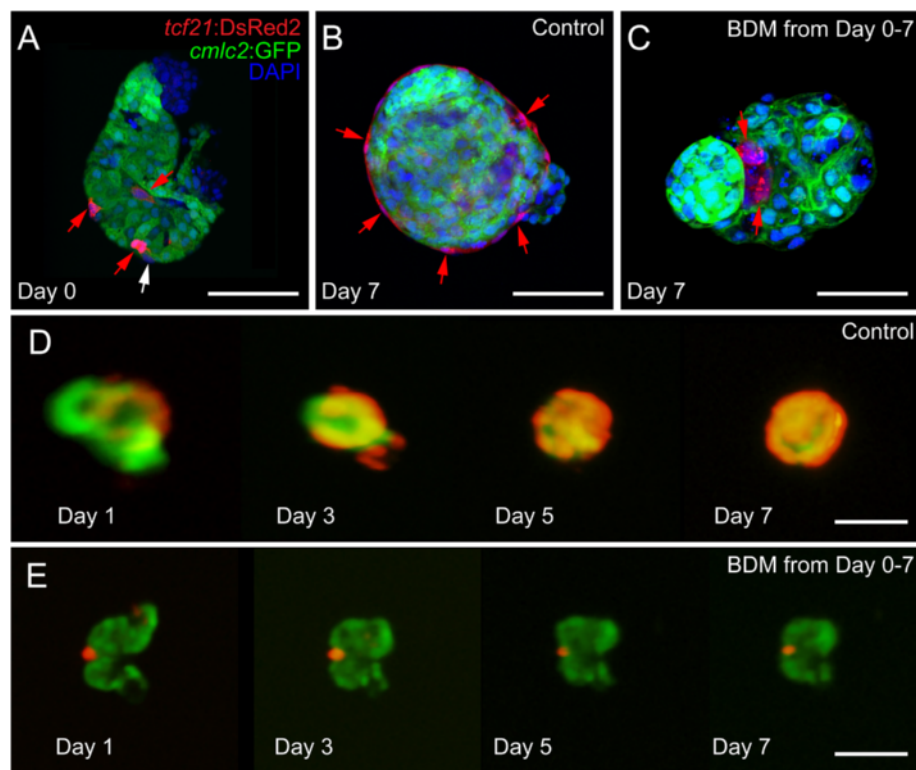 A
tcf21:DsRed2
cmlc2:GFP
DAPI
Day 0
B
Control
Day 7
C
BDM from Day 0-7
Day 7
D
Control
Day 1
Day 3
Day 5
Day 7
E
BDM from Day 0-7
Day 1
Day 3
Day 5
Day 7